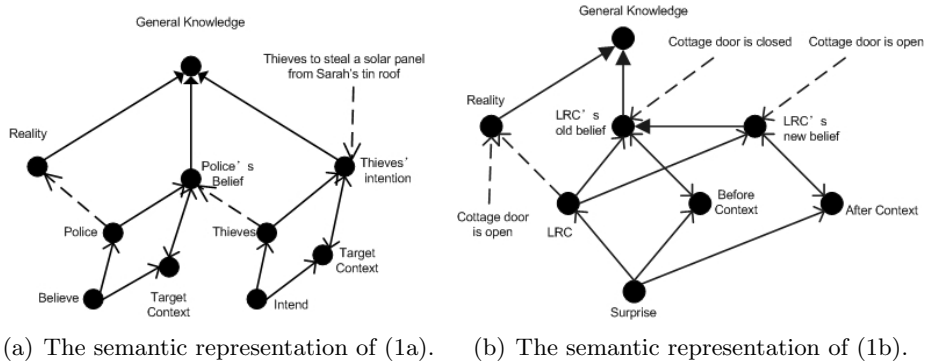 General Knowledge
Thieves to steal a solar panel
from Sarah's tin roof
Reality
Police's
Belief
Thieves'
intention
Police
Thieves
Target
Context
Believe
Target
Context
Intend
(a) The semantic representation of (1a).
General Knowledge
Cottage door is closed
Cottage door is open
Reality
LRC's
old belief
LRC's
new belief
Cottage door
is open
LRC
Before
Context
After Context
Surprise
(b) The semantic representation of (1b).